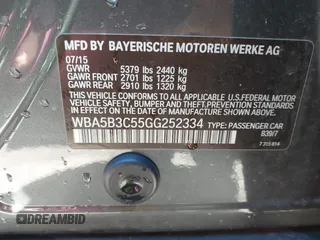 MFD BY BAYERISCHE MOTOREN WERKE AG
07/15
GVWR 5379 lbs 2440 kg
GAWR FRONT 2701 lbs 1225 kg
GAWR REAR 2910 lbs 1320 kg
THIS VEHICLE CONFORMS TO ALL APPLICABLE U.S. FEDERAL MOTOR
VEHICLE SAFETY, BUMPER, AND THEFT PREVENTION STANDARDS
IN EFFECT ON THE DATE OF MANUFACTURE SHOWN ABOVE.
WBA5B3C55GG252334 TYPE: PASSENGER CAR
B39/7
DREAMBID